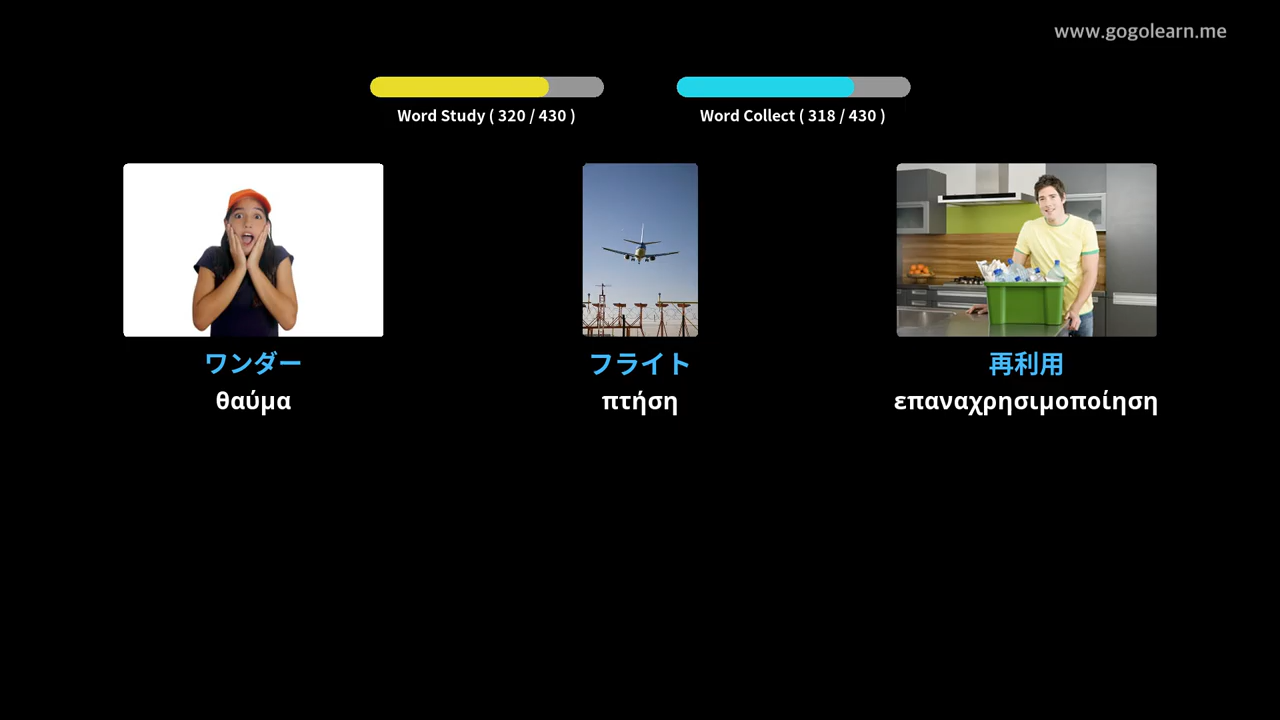 www.gogolearn.me
Word Study ( 320 / 430 )
Word Collect ( 318 / 430 )
ワンダー
θαύμα
フライト
πτήση
再利用
επαναχρησιμοποίηση